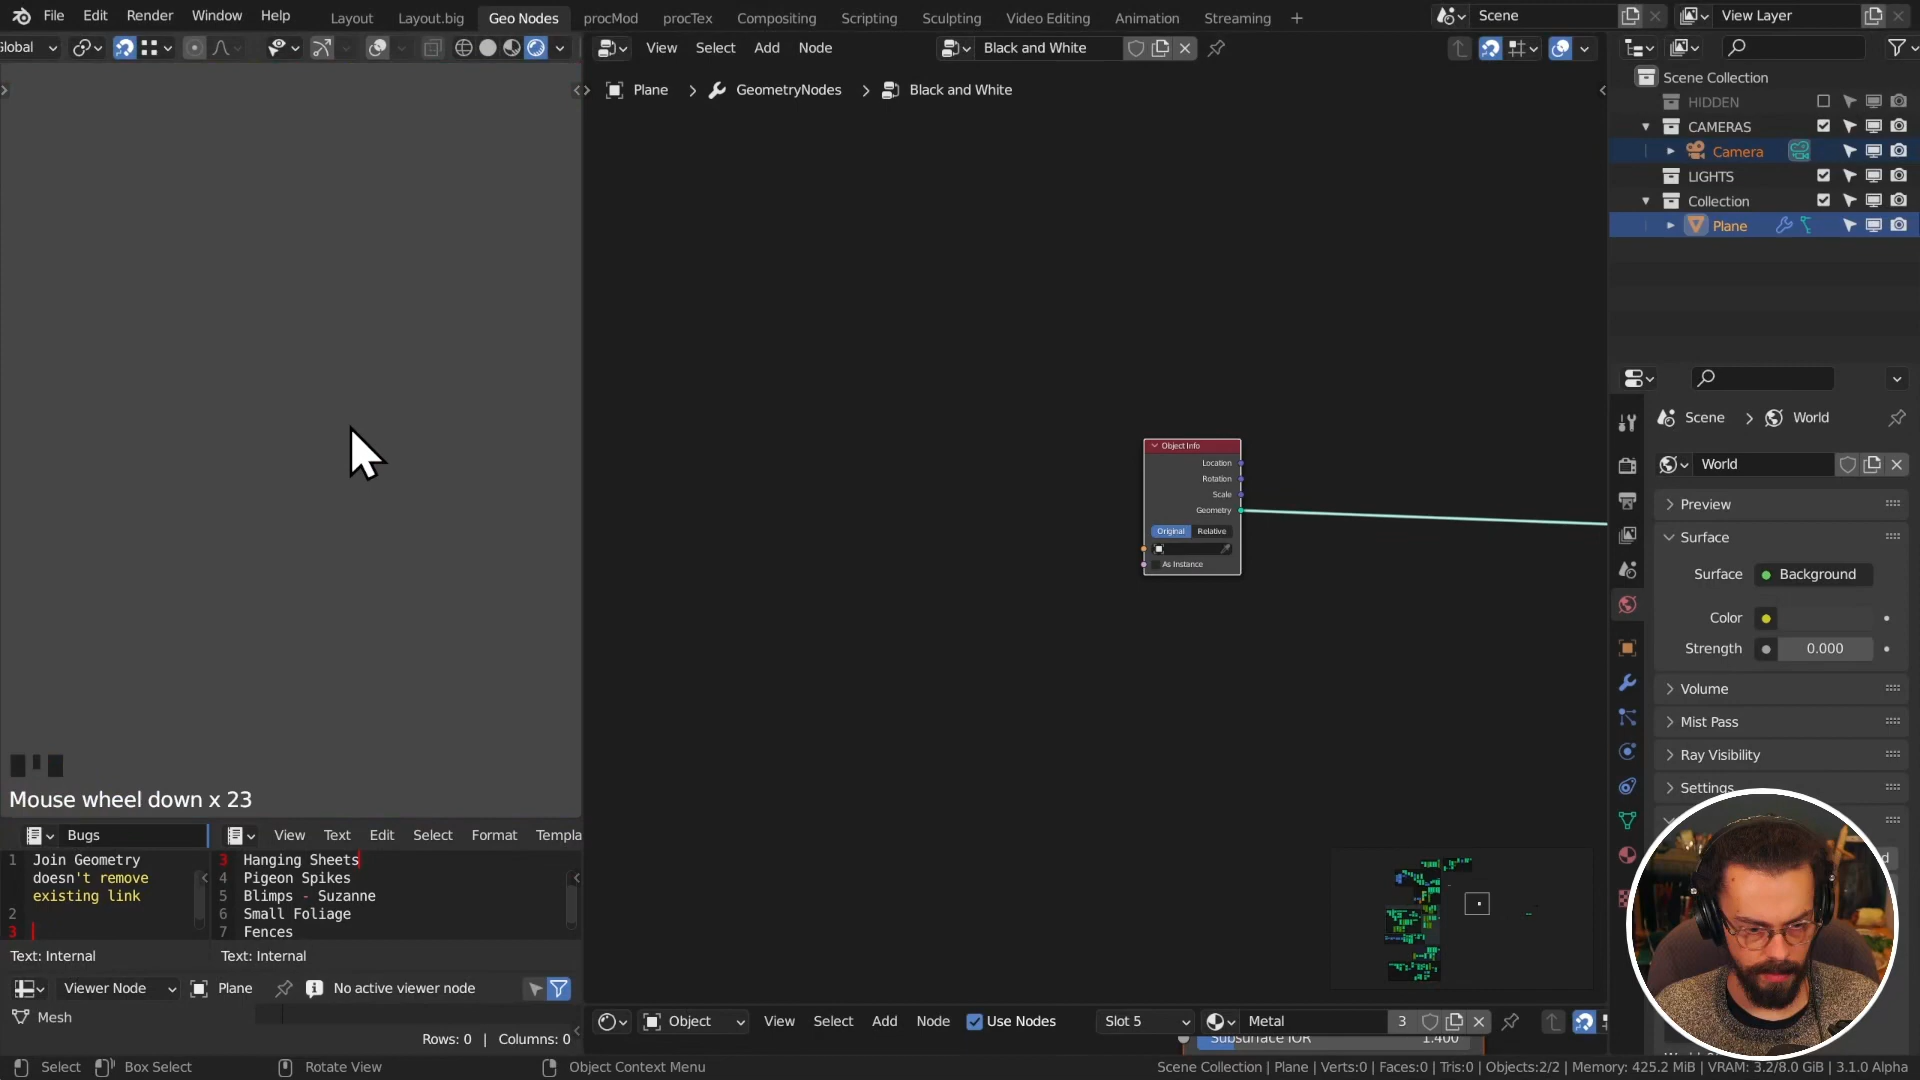 File Edit Render Window Help Layout Layout.big Geo Nodes procMod procTex Compositing Scripting Sculpting Video Editing Animation Streaming + Scene View Layer
lobal View Select Add Node Black and White
Plane > GeometryNodes > Black and White
Scene Collection
HIDDEN
CAMERAS
Camera
LIGHTS
Collection
Plane
Object Info
Location
Rotation
Scale
Geometry
Original Relative
As Instance
Scene > World
World
Preview
Surface
Surface Background
Color
Strength 0.000
Volume
Mist Pass
Ray Visibility
Settings
d
Mouse wheel down x 23
Bugs
View Text Edit Select Format Templa
1 Join Geometry
doesn't remove
existing link
2
3
3 Hanging Sheets
4 Pigeon Spikes
5 Blimps - Suzanne
6 Small Foliage
7 Fences
Text: Internal
Text: Internal
Viewer Node Plane No active viewer node
Mesh
Rows: 0 | Columns: 0
Object View Select Add Node Use Nodes Slot 5 Metal 3
Subsurface IOR 1.400
Select Box Select Rotate View Object Context Menu
Scene Collection | Plane | Verts:0 | Faces:0 | Tris:0 | Objects:2/2 | Memory: 425.2 MiB | VRAM: 3.2/8.0 GiB | 3.1.0 Alpha